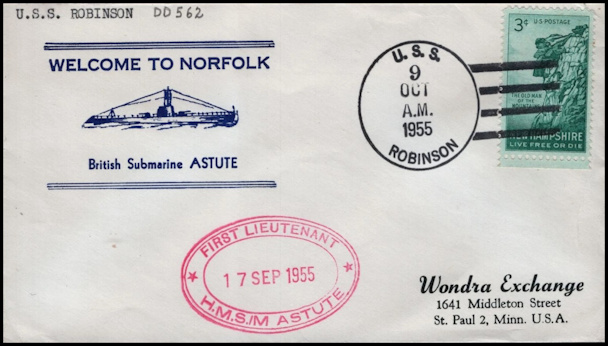 U.S.S. ROBINSON DD562
WELCOME TO NORFOLK
British Submarine ASTUTE
U. S. S.
9
OCT
A.M.
1955
ROBINSON
3¢ U.S. POSTAGE
THE OLD MAN
OF THE
MOUNTAINS
NEW HAMPSHIRE
LIVE FREE OR DIE
FIRST LIEUTENANT
17 SEP 1955
H.M.S/M ASTUTE
Wondra Exchange
1641 Middleton Street
St. Paul 2, Minn. U.S.A.